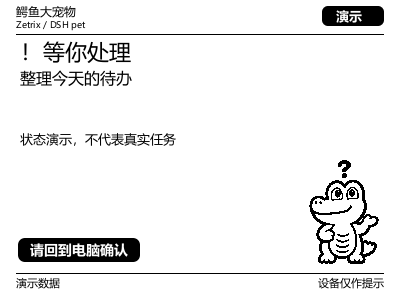 鳄鱼大宠物
Zetrix / DSH pet
演示
！等你处理
整理今天的待办
状态演示，不代表真实任务
?
请回到电脑确认
演示数据
设备仅作提示